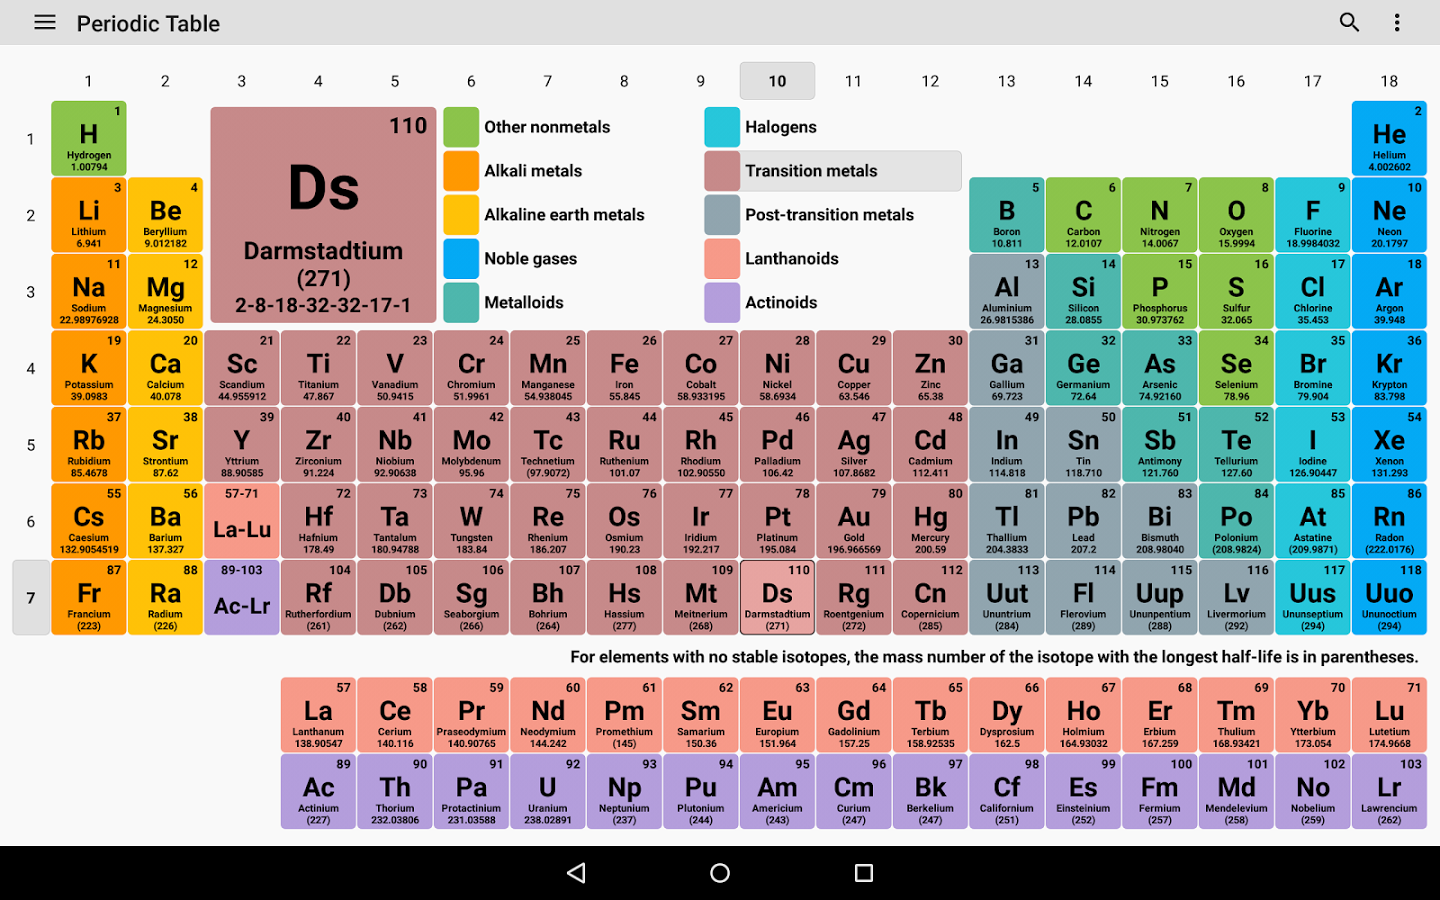 Periodic Table
1 2 3 4 5 6 7 8 9 10 11 12 13 14 15 16 17 18
1
1
H
Hydrogen
1.00794
110
Ds
Darmstadtium
(271)
2-8-18-32-32-17-1
Other nonmetals
Alkali metals
Alkaline earth metals
Noble gases
Metalloids
Halogens
Transition metals
Post-transition metals
Lanthanoids
Actinoids
2
He
Helium
4.002602
2
3 4 5 6 7 8 9 10
Li Be B C N O F Ne
Lithium Beryllium Boron Carbon Nitrogen Oxygen Fluorine Neon
6.941 9.012182 10.811 12.0107 14.0067 15.9994 18.9984032 20.1797
3
11 12 13 14 15 16 17 18
Na Mg Al Si P S Cl Ar
Sodium Magnesium Aluminium Silicon Phosphorus Sulfur Chlorine Argon
22.98976928 24.3050 26.9815386 28.0855 30.973762 32.065 35.453 39.948
4
19 20 21 22 23 24 25 26 27 28 29 30 31 32 33 34 35 36
K Ca Sc Ti V Cr Mn Fe Co Ni Cu Zn Ga Ge As Se Br Kr
Potassium Calcium Scandium Titanium Vanadium Chromium Manganese Iron Cobalt Nickel Copper Zinc Gallium Germanium Arsenic Selenium Bromine Krypton
39.0983 40.078 44.955912 47.867 50.9415 51.9961 54.938045 55.845 58.933195 58.6934 63.546 65.38 69.723 72.64 74.92160 78.96 79.904 83.798
5
37 38 39 40 41 42 43 44 45 46 47 48 49 50 51 52 53 54
Rb Sr Y Zr Nb Mo Tc Ru Rh Pd Ag Cd In Sn Sb Te I Xe
Rubidium Strontium Yttrium Zirconium Niobium Molybdenum Technetium Ruthenium Rhodium Palladium Silver Cadmium Indium Tin Antimony Tellurium Iodine Xenon
85.4678 87.62 88.90585 91.224 92.90638 95.96 (97.9072) 101.07 102.90550 106.42 107.8682 112.411 114.818 118.710 121.760 127.60 126.90447 131.293
6
55 56 57-71 72 73 74 75 76 77 78 79 80 81 82 83 84 85 86
Cs Ba La-Lu Hf Ta W Re Os Ir Pt Au Hg Tl Pb Bi Po At Rn
Caesium Barium Hafnium Tantalum Tungsten Rhenium Osmium Iridium Platinum Gold Mercury Thallium Lead Bismuth Polonium Astatine Radon
132.9054519 137.327 178.49 180.94788 183.84 186.207 190.23 192.217 195.084 196.966569 200.59 204.3833 207.2 208.98040 (208.9824) (209.9871) (222.0176)
7
87 88 89-103 104 105 106 107 108 109 110 111 112 113 114 115 116 117 118
Fr Ra Ac-Lr Rf Db Sg Bh Hs Mt Ds Rg Cn Uut Fl Uup Lv Uus Uuo
Francium Radium Rutherfordium Dubnium Seaborgium Bohrium Hassium Meitnerium Darmstadtium Roentgenium Copernicium Ununtrium Flerovium Ununpentium Livermorium Ununseptium Ununoctium
(223) (226) (261) (262) (266) (264) (277) (268) (271) (272) (285) (284) (289) (288) (292) (294) (294)
For elements with no stable isotopes, the mass number of the isotope with the longest half-life is in parentheses.
57 58 59 60 61 62 63 64 65 66 67 68 69 70 71
La Ce Pr Nd Pm Sm Eu Gd Tb Dy Ho Er Tm Yb Lu
Lanthanum Cerium Praseodymium Neodymium Promethium Samarium Europium Gadolinium Terbium Dysprosium Holmium Erbium Thulium Ytterbium Lutetium
138.90547 140.116 140.90765 144.242 (145) 150.36 151.964 157.25 158.92535 162.5 164.93032 167.259 168.93421 173.054 174.9668
89 90 91 92 93 94 95 96 97 98 99 100 101 102 103
Ac Th Pa U Np Pu Am Cm Bk Cf Es Fm Md No Lr
Actinium Thorium Protactinium Uranium Neptunium Plutonium Americium Curium Berkelium Californium Einsteinium Fermium Mendelevium Nobelium Lawrencium
(227) 232.03806 231.03588 238.02891 (237) (244) (243) (247) (247) (251) (252) (257) (258) (259) (262)